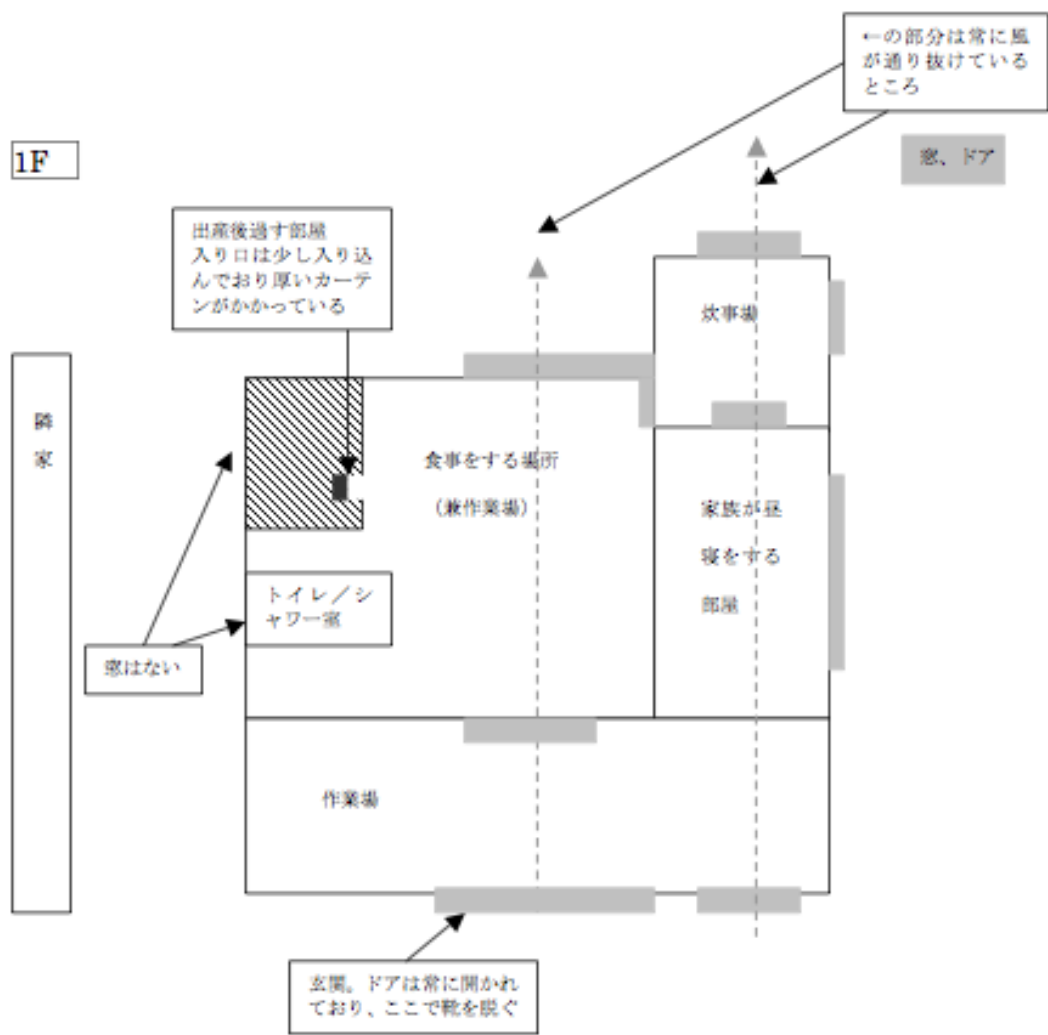 ←の部分は常に風
が通り抜けている
ところ
1F
窓、ドア
出産後過す部屋
入り口は少し入り込
んでおり厚いカーテ
ンがかかっている
炊事場
隣
家
食事をする場所
(兼作業場)
家族が昼
寝をする
部屋
トイレ/シ
ャワー室
窓はない
作業場
玄関。ドアは常に開かれ
ており、ここで靴を脱ぐ